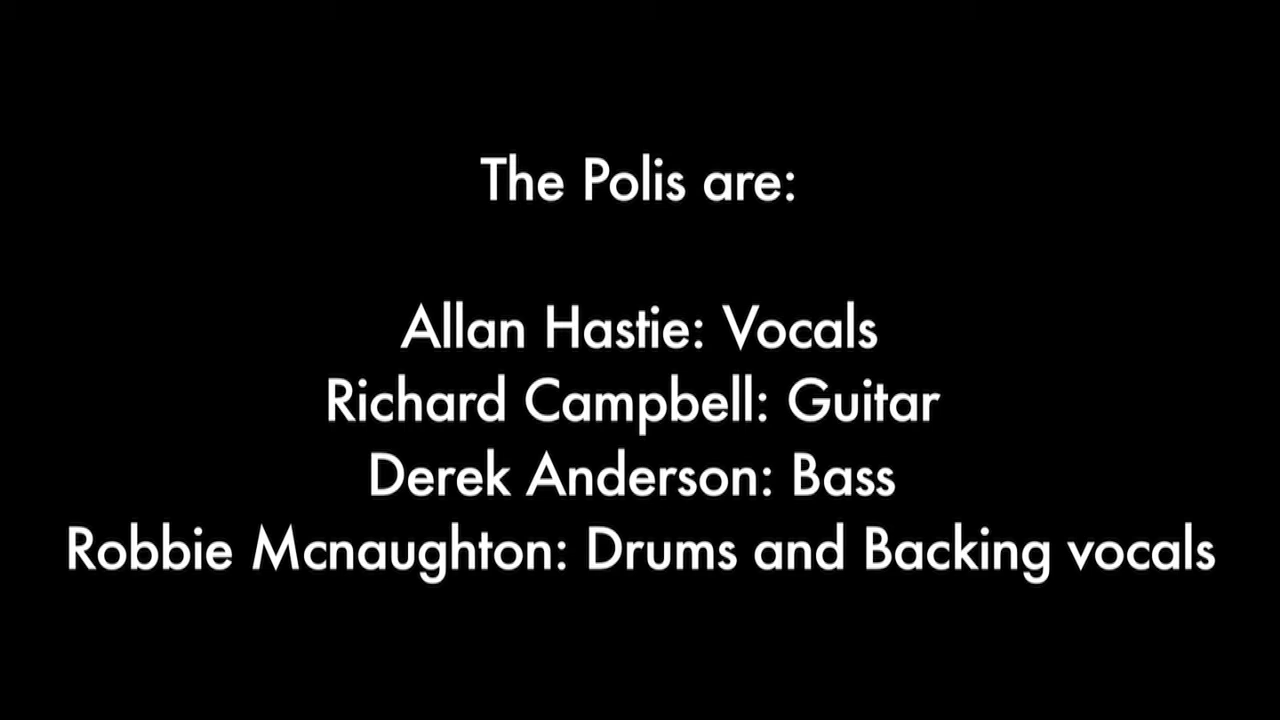 The Polis are:
Allan Hastie: Vocals
Richard Campbell: Guitar
Derek Anderson: Bass
Robbie Mcnaughton: Drums and Backing vocals